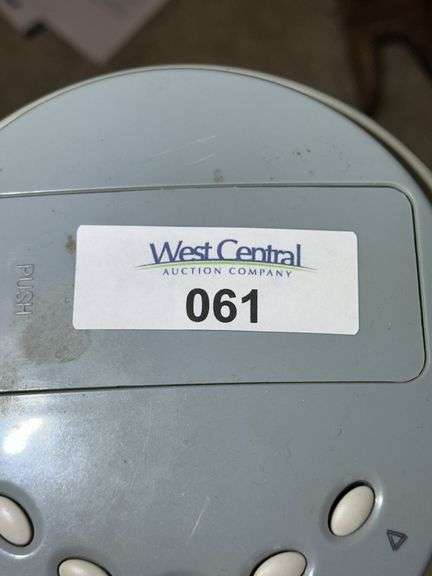 West Central
AUCTION COMPANY
061
PUSH